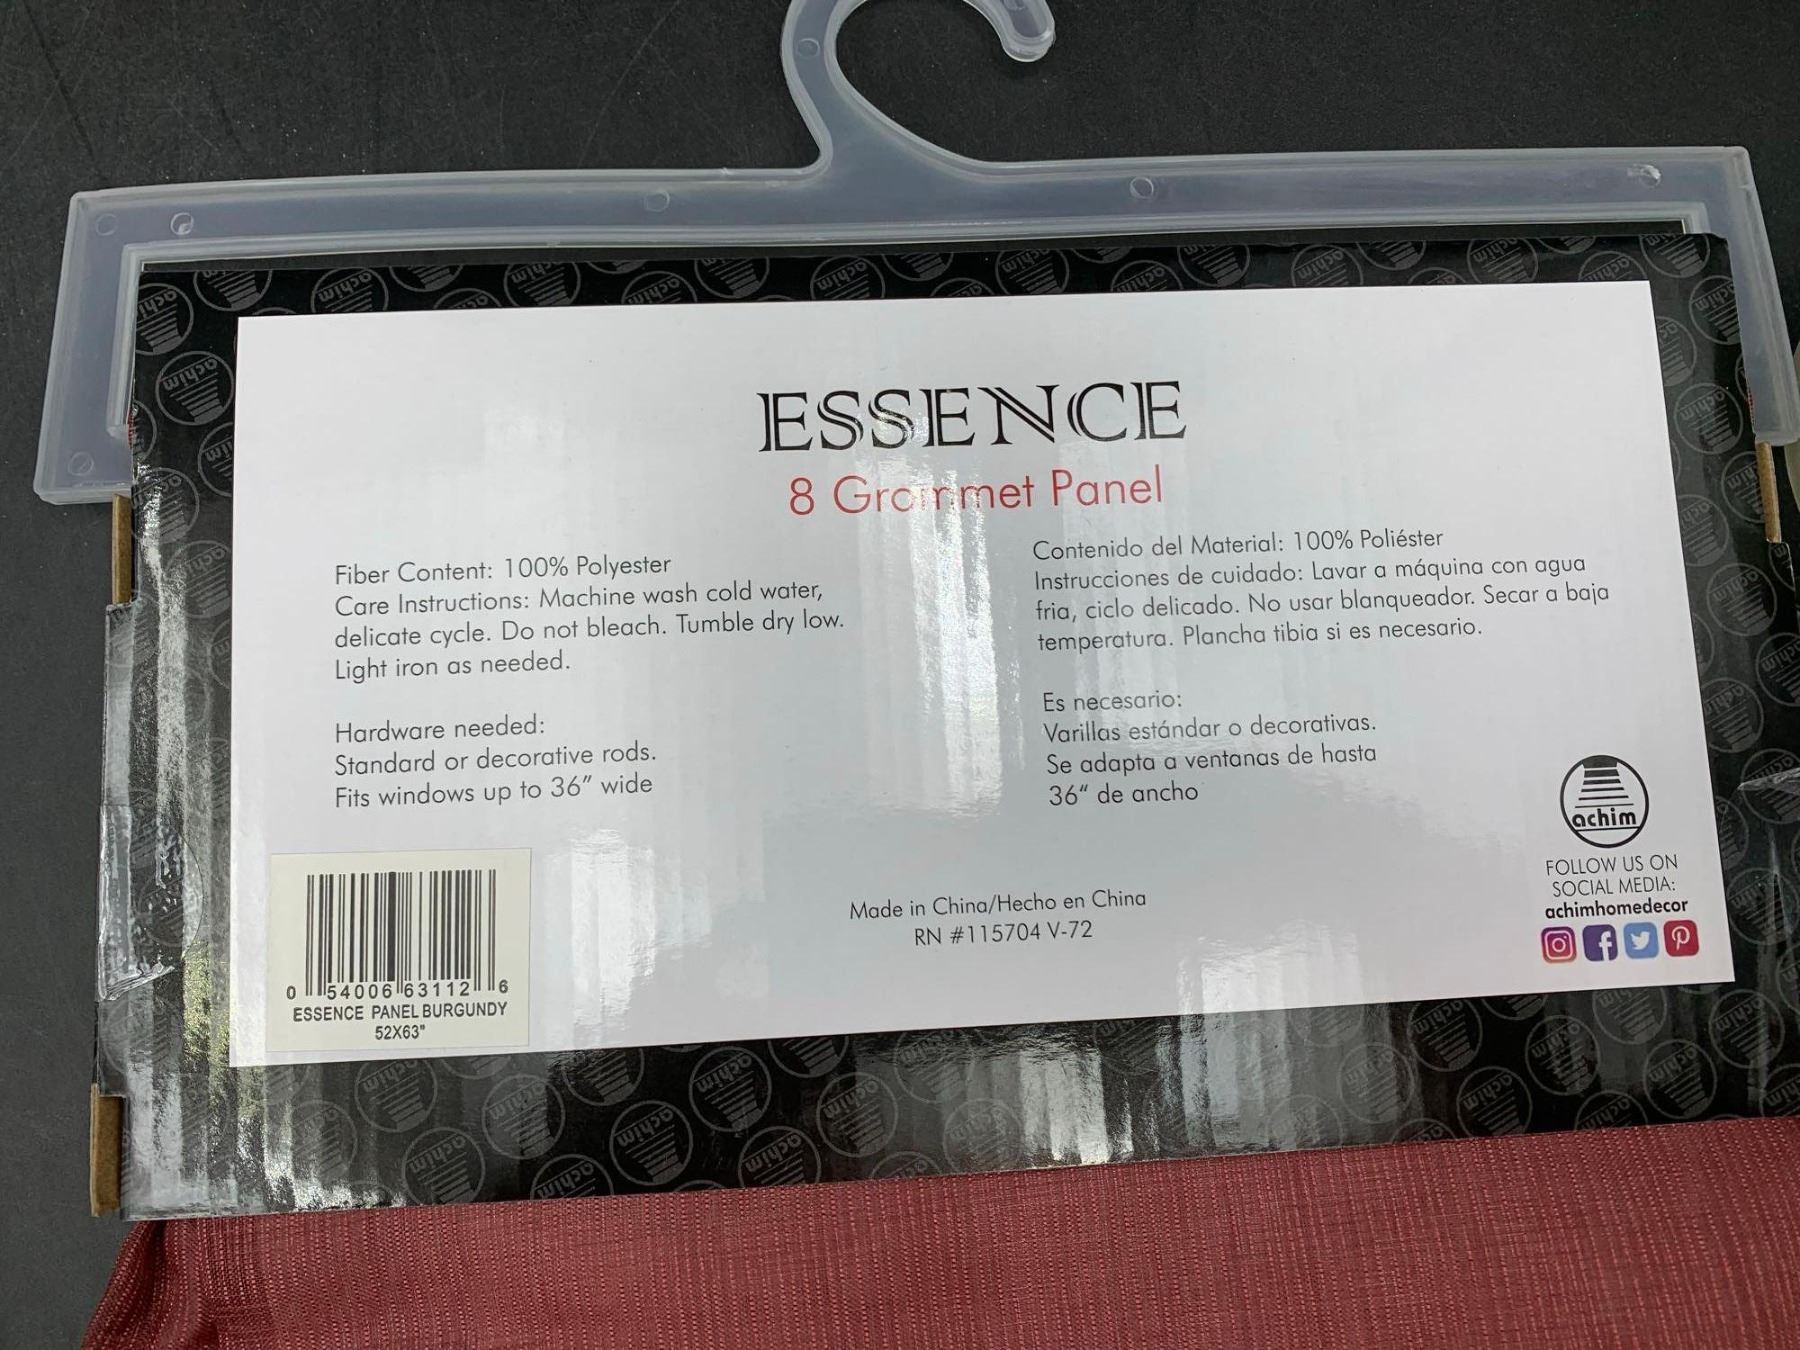 ESSENCE
8 Grommet Panel
Fiber Content: 100% Polyester
Care Instructions: Machine wash cold water,
delicate cycle. Do not bleach. Tumble dry low.
Light iron as needed.
Hardware needed:
Standard or decorative rods.
Fits windows up to 36" wide
Contenido del Material: 100% Poliéster
Instrucciones de cuidado: Lavar a máquina con agua
fria, ciclo delicado. No usar blanqueador. Secar a baja
temperatura. Plancha tibia si es necesario.
Es necesario:
Varillas estándar o decorativas.
Se adapta a ventanas de hasta
36" de ancho
0 54006 63112 6
ESSENCE PANEL BURGUNDY
52X63"
Made in China/Hecho en China
RN #115704 V-72
achim
FOLLOW US ON
SOCIAL MEDIA:
achimhomedecor